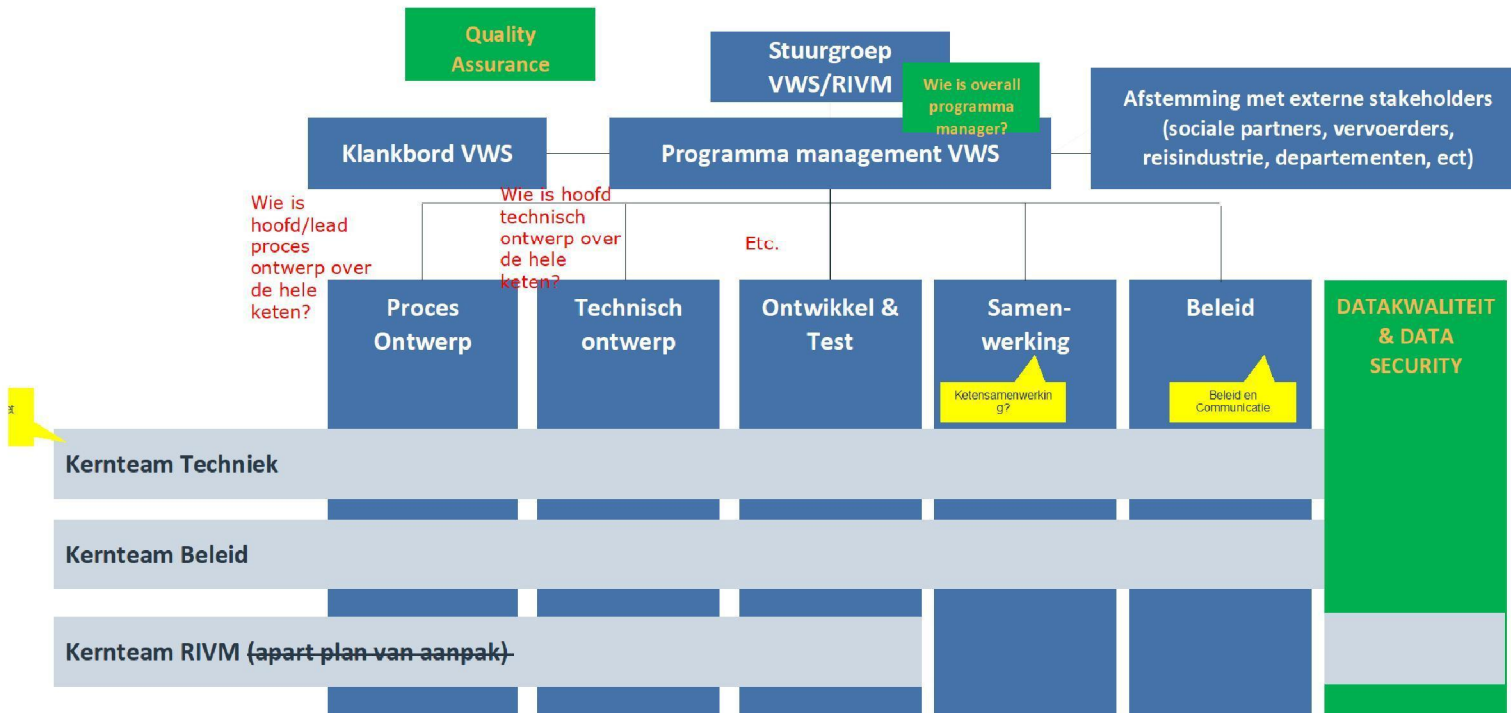 Quality
Assurance
Stuurgroep
VWS/RIVM
Wie is overall
programma
manager?
Afstemming met externe stakeholders
(sociale partners, vervoerders,
reisindustrie, departementen, ect)
Klankbord VWS
Programma management VWS
Wie is
hoofd/lead
proces
ontwerp over
de hele
keten?
Wie is hoofd
technisch
ontwerp over
de hele
keten?
Etc.
Proces
Ontwerp
Technisch
ontwerp
Ontwikkel &
Test
Samen-
werking
Beleid
DATAKWALITEIT
& DATA
SECURITY
Ketensamenwerkin
g?
Beleid en
Communicatie
Kernteam Techniek
Kernteam Beleid
Kernteam RIVM (apart plan van aanpak)